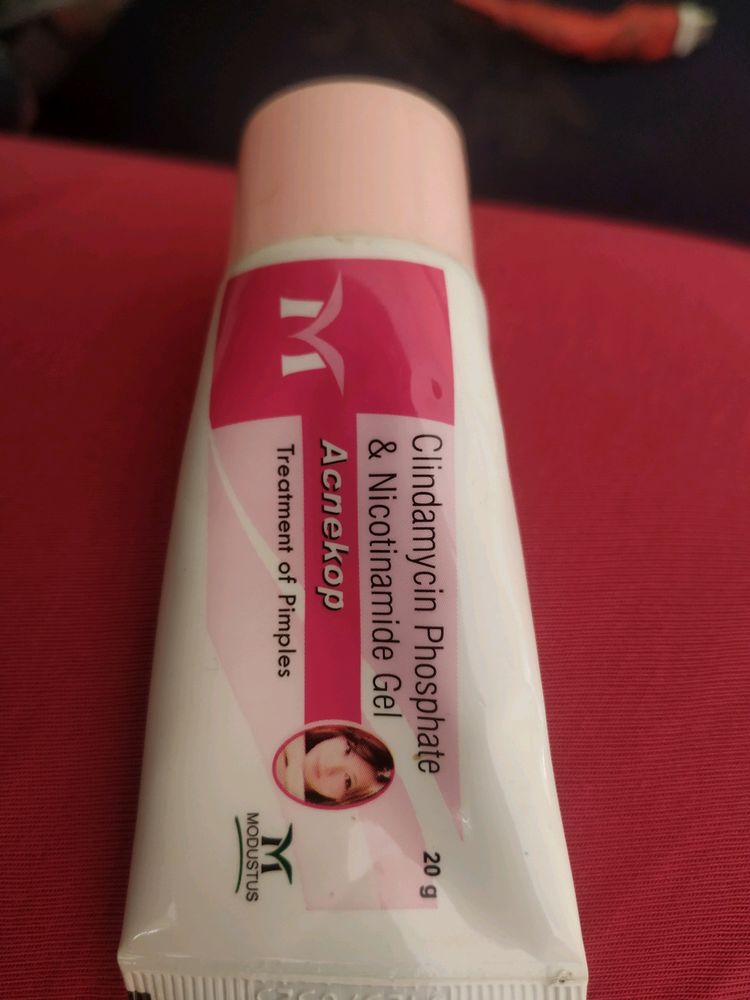 Clindamycin Phosphate
& Nicotinamide Gel
Acnekop
Treatment of Pimples
20 g
MODUSTUS